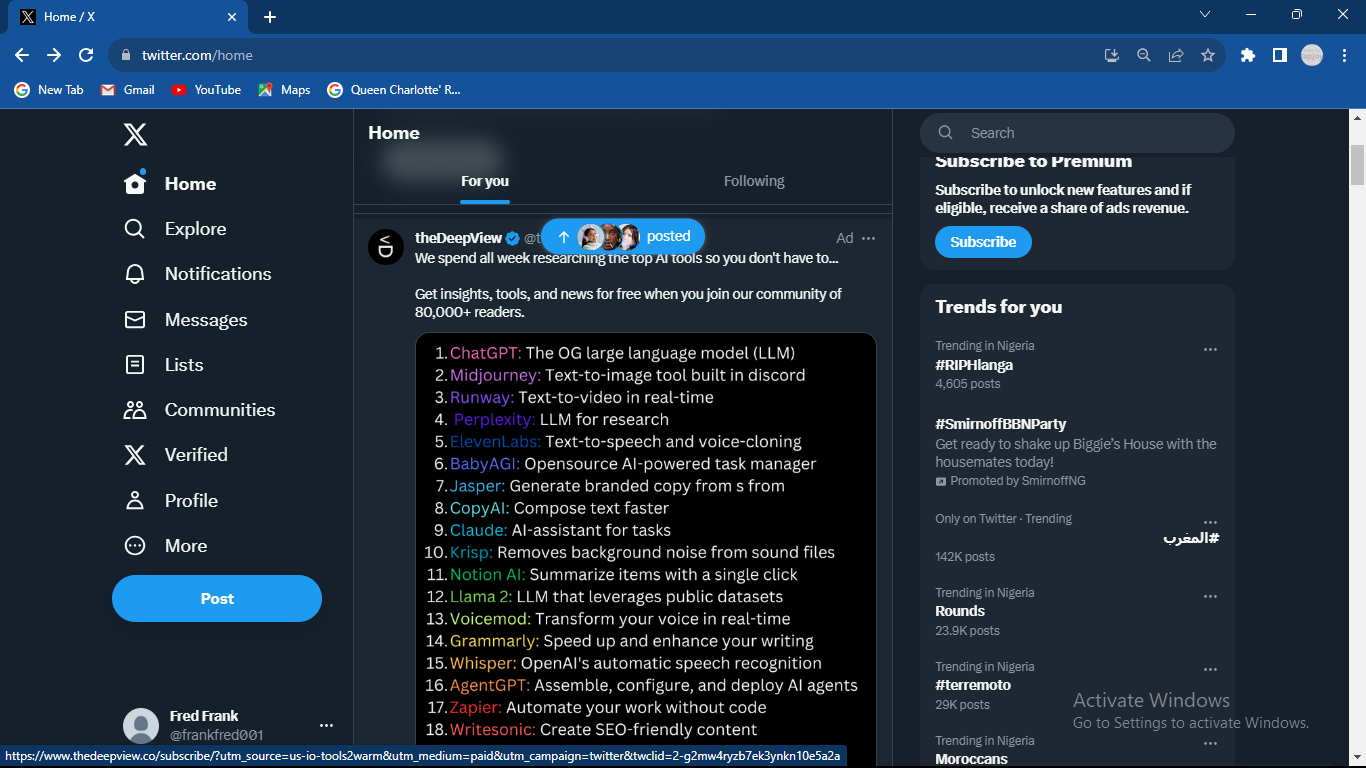 Home / X
twitter.com/home
New Tab
Gmail
YouTube
Maps
Queen Charlotte' R...
Home
Explore
Notifications
Messages
Lists
Communities
Verified
Profile
More
Post
Fred Frank
@frankfred001
Home
For you
Following
posted
theDeepView
Ad
We spend all week researching the top AI tools so you don't have to...
Get insights, tools, and news for free when you join our community of
80,000+ readers.
1. ChatGPT: The OG large language model (LLM)
2. Midjourney: Text-to-image tool built in discord
3. Runway: Text-to-video in real-time
4. Perplexity: LLM for research
5. ElevenLabs: Text-to-speech and voice-cloning
6. BabyAGI: Opensource AI-powered task manager
7. Jasper: Generate branded copy from s from
8. CopyAI: Compose text faster
9. Claude: AI-assistant for tasks
10. Krisp: Removes background noise from sound files
11. Notion AI: Summarize items with a single click
12. Llama 2: LLM that leverages public datasets
13. Voicemod: Transform your voice in real-time
14. Grammarly: Speed up and enhance your writing
15. Whisper: OpenAI's automatic speech recognition
16. AgentGPT: Assemble, configure, and deploy AI agents
17. Zapier: Automate your work without code
18. Writesonic: Create SEO-friendly content
Search
Subscribe to Premium
Subscribe to unlock new features and if
eligible, receive a share of ads revenue.
Subscribe
Trends for you
Trending in Nigeria
#RIPHlanga
4,605 posts
#SmirnoffBBNParty
Get ready to shake up Biggie's House with the
housemates today!
Promoted by SmirnoffNG
Only on Twitter · Trending
#المغرب
142K posts
Trending in Nigeria
Rounds
23.9K posts
Trending in Nigeria
#terremoto
29K posts
Trending in Nigeria
Moroccans
Activate Windows
Go to Settings to activate Windows.
https://www.thedeepview.co/subscribe/?utm_source=us-io-tools2warm&utm_medium=paid&utm_campaign=twitter&twclid=2-g2mw4ryzb7ek3ynkn10e5a2a